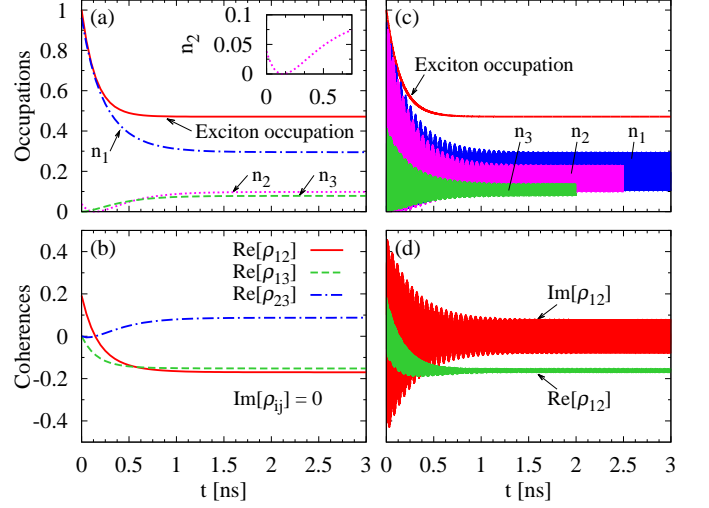 (a)
0.1
0.05
0
n2
0
0.5
Exciton occupation
n1
n2
n3
Occupations
1
0.8
0.6
0.4
0.2
0
(c)
Exciton occupation
n3
n2
n1
(b)
Re[ρ12]
Re[ρ13]
Re[ρ23]
Im[ρij] = 0
Coherences
0.4
0.2
0
-0.2
-0.4
0 0.5 1 1.5 2 2.5 3
t [ns]
(d)
Im[ρ12]
Re[ρ12]
0 0.5 1 1.5 2 2.5 3
t [ns]